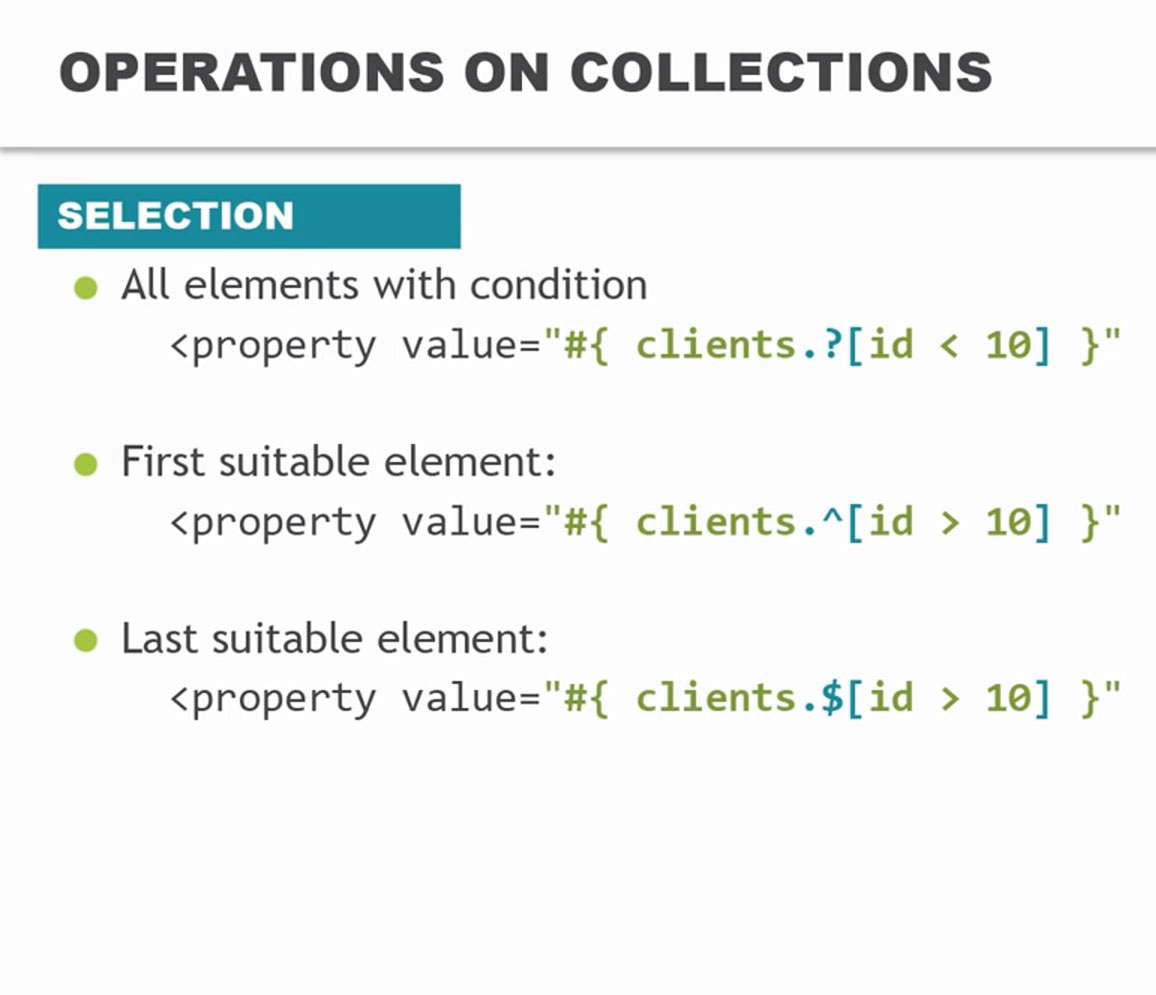 OPERATIONS ON COLLECTIONS
SELECTION
All elements with condition
<property value="#{ clients.?[id < 10] }"
First suitable element:
<property value="#{ clients.^[id > 10] }"
Last suitable element:
<property value="#{ clients.$[id > 10] }"